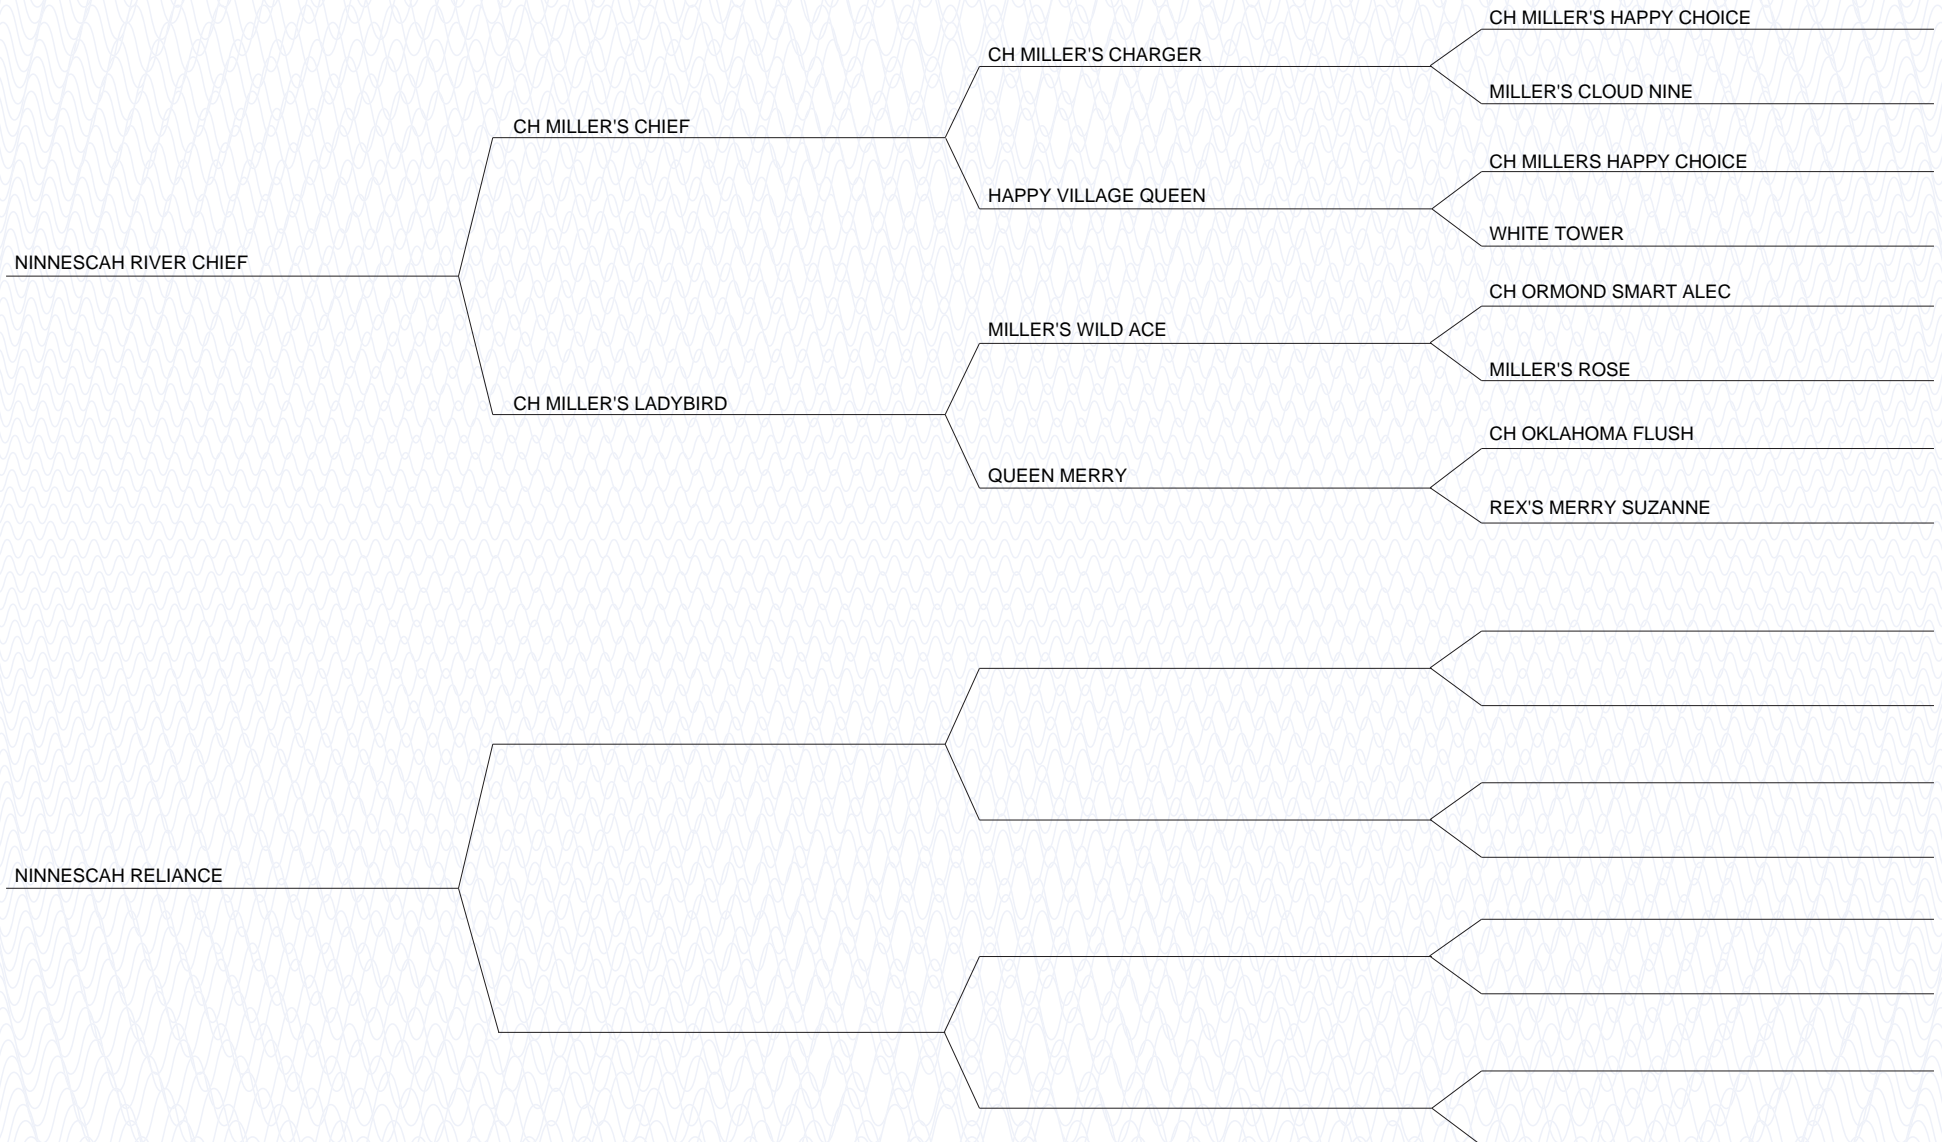 CH MILLER'S HAPPY CHOICE
CH MILLER'S CHARGER
MILLER'S CLOUD NINE
CH MILLER'S CHIEF
CH MILLERS HAPPY CHOICE
HAPPY VILLAGE QUEEN
WHITE TOWER
NINNESCAH RIVER CHIEF
CH ORMOND SMART ALEC
MILLER'S WILD ACE
MILLER'S ROSE
CH MILLER'S LADYBIRD
CH OKLAHOMA FLUSH
QUEEN MERRY
REX'S MERRY SUZANNE
NINNESCAH RELIANCE